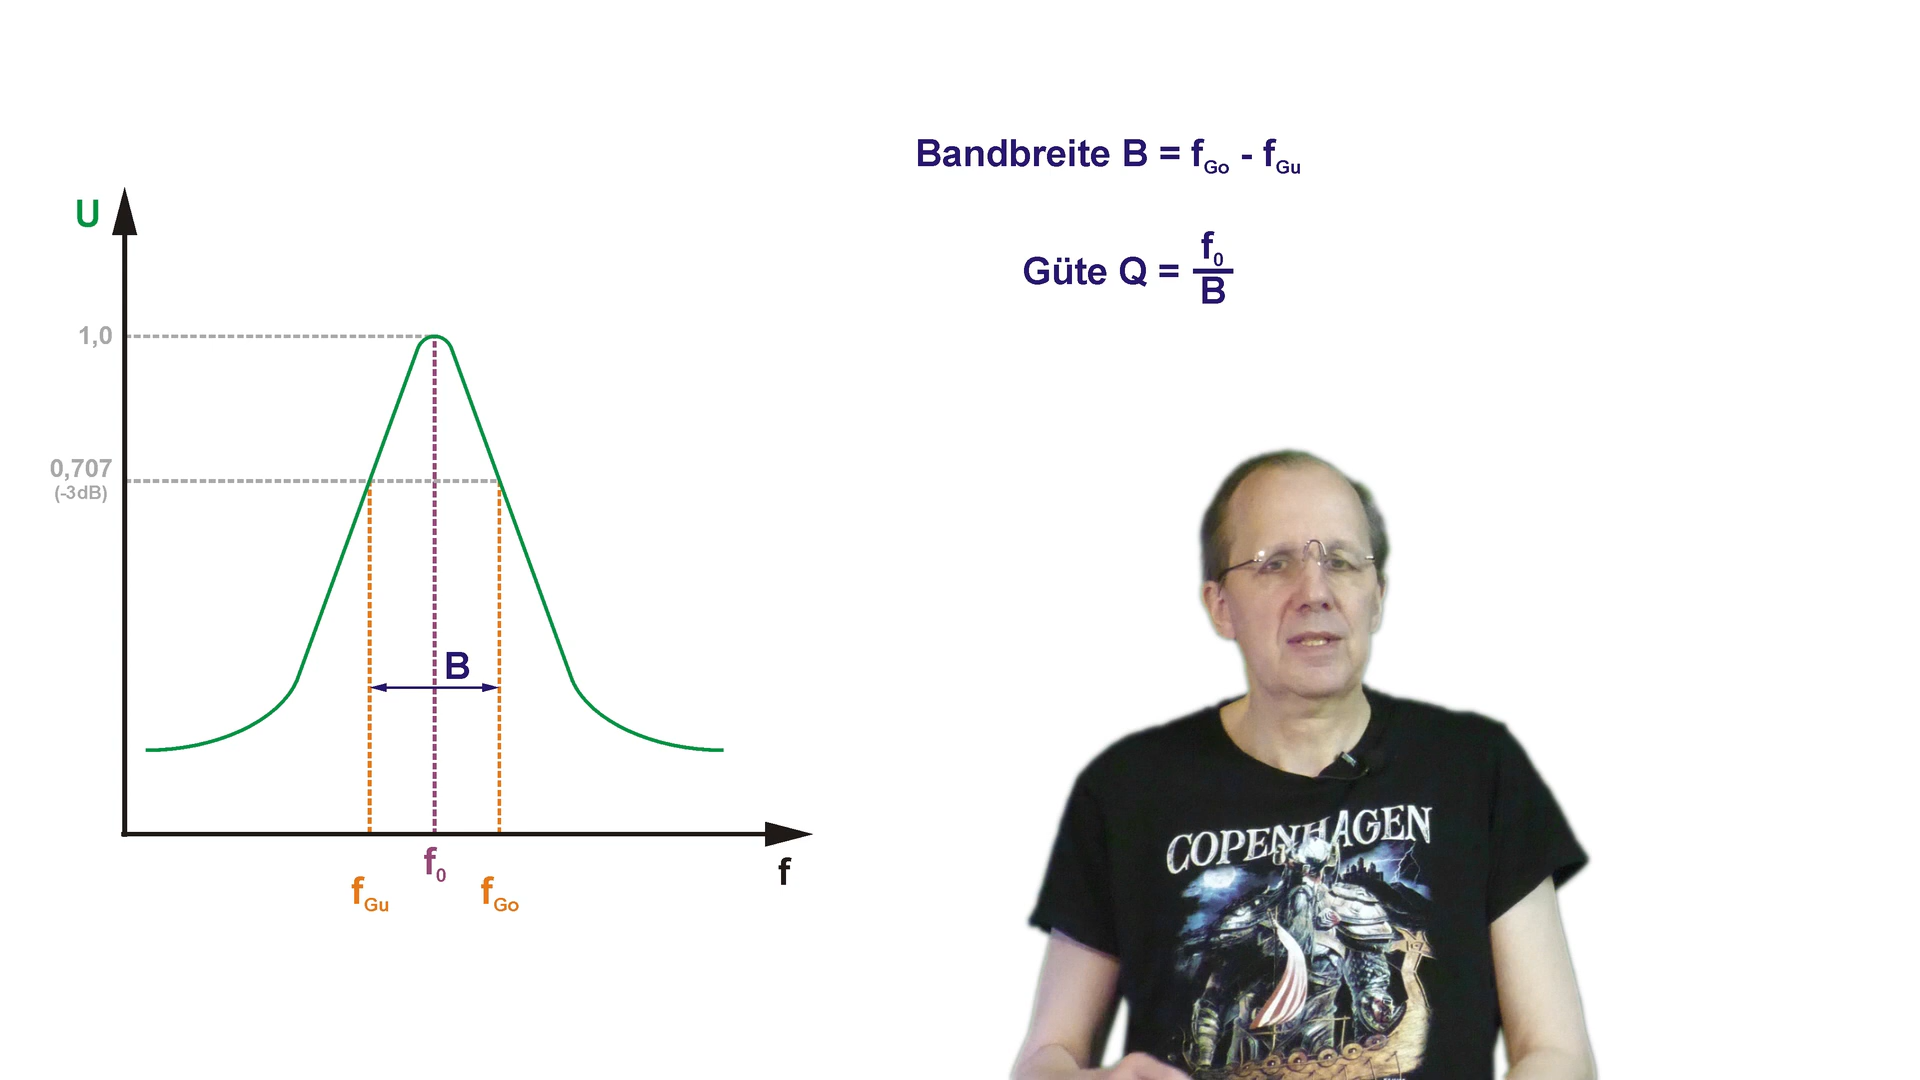 Bandbreite B = fGo - fGu
Güte Q = f0
B
U
1,0
0,707
(-3dB)
B
f0
f
fGu fGo
COPENHAGEN